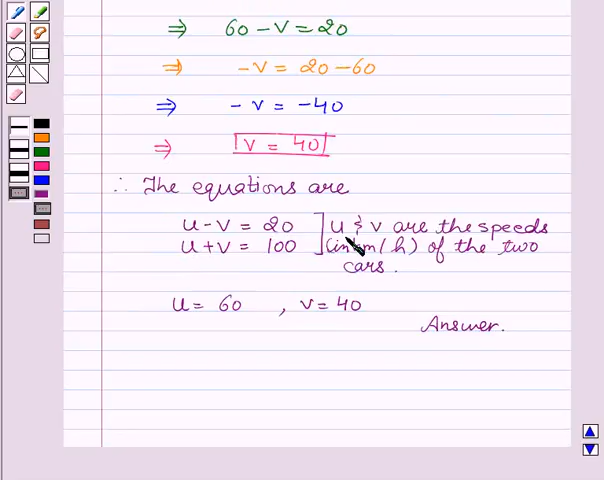 ⇒ 60 - v = 20
⇒ -v = 20 - 60
⇒ -v = -40
⇒ v = 40
∴ The equations are
u - v = 20 ] u & v are the speeds
u + v = 100 ] (in km/h) of the two
cars.
u = 60 , v = 40
Answer.